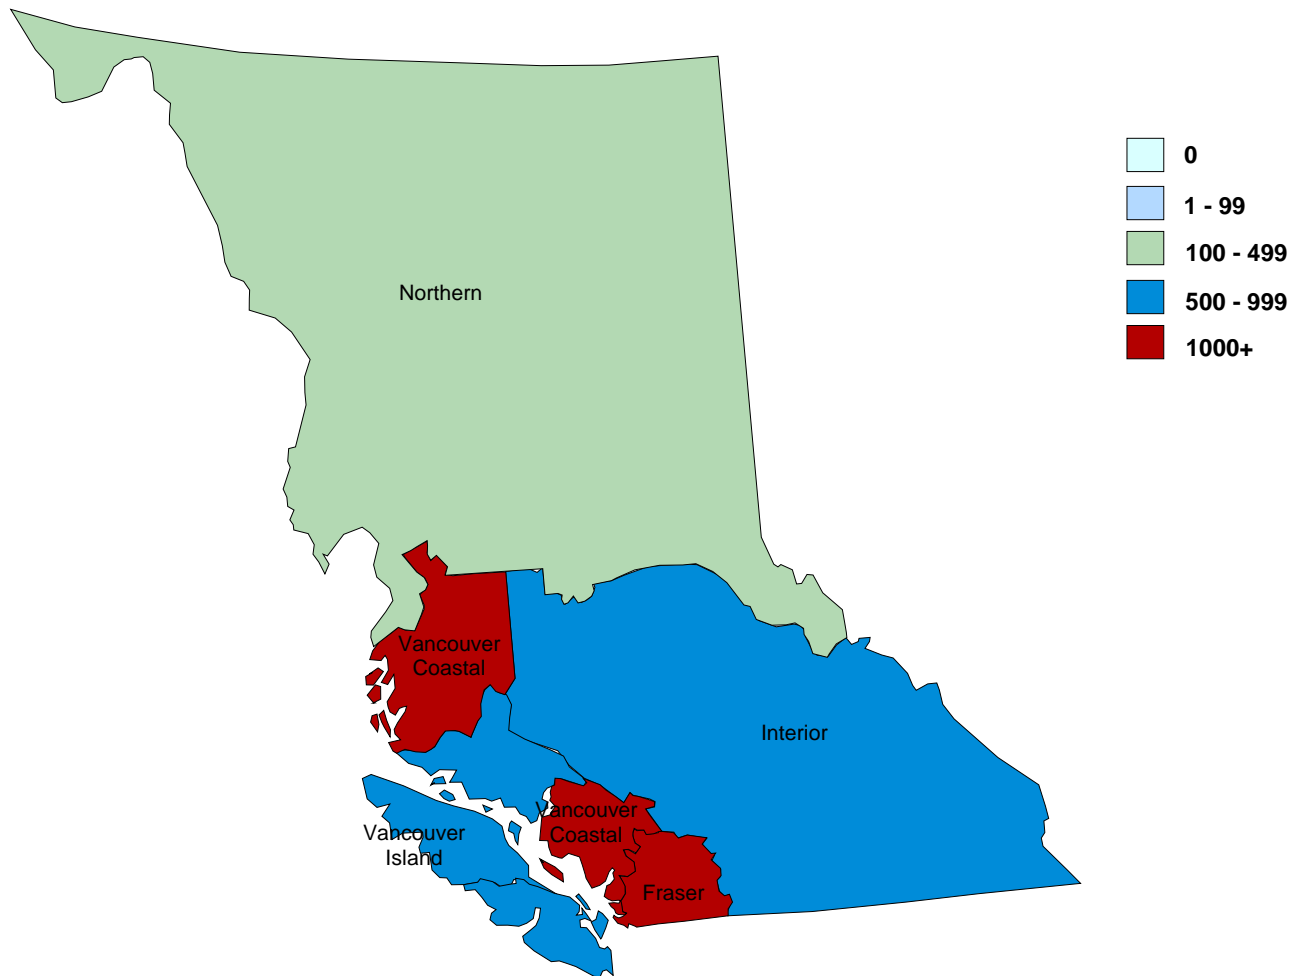 0
1 - 99
100 - 499
500 - 999
1000+
Northern
Vancouver
Coastal
Interior
Vancouver
Coastal
Vancouver
Island
Fraser